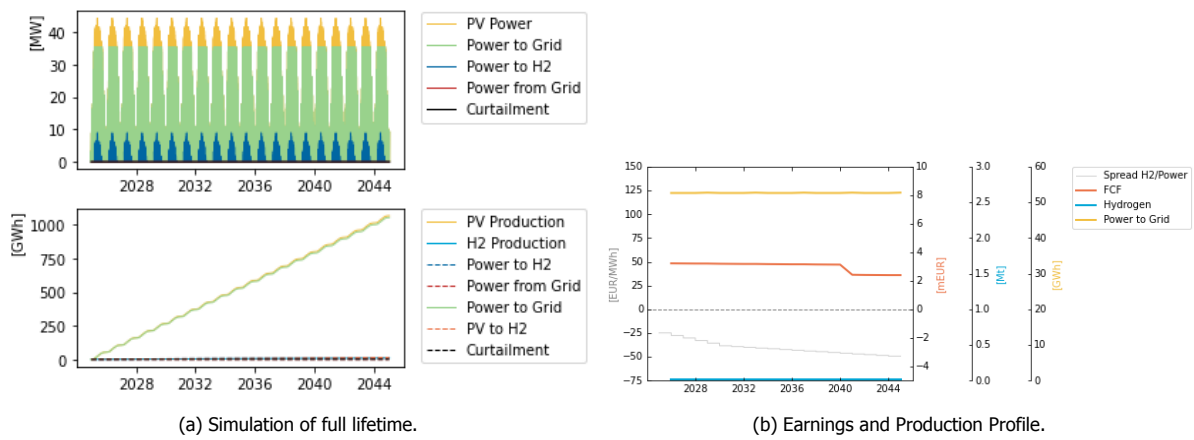 [MW]
40
30
20
10
0
2028
2032
2036
2040
2044
PV Power
Power to Grid
Power to H2
Power from Grid
Curtailment
[GWh]
1000
750
500
250
0
2028
2032
2036
2040
2044
PV Production
H2 Production
Power to H2
Power from Grid
Power to Grid
PV to H2
Curtailment
(a) Simulation of full lifetime.
[EUR/MWh]
150
125
100
75
50
25
0
−25
−50
−75
2028
2032
2036
2040
2044
10
8
6
4
2
0
−2
−4
[mEUR]
3.0
2.5
2.0
1.5
1.0
0.5
0.0
[Mt]
60
50
40
30
20
10
0
[GWh]
Spread H2/Power
FCF
Hydrogen
Power to Grid
(b) Earnings and Production Profile.